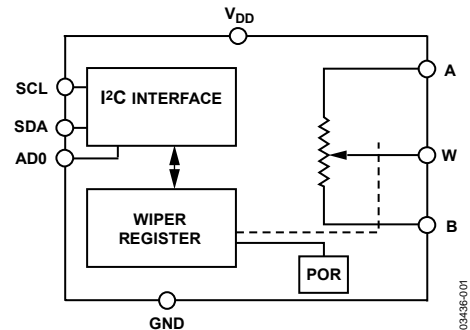 VDD
SCL
SDA
AD0
I2C INTERFACE
WIPER
REGISTER
POR
A
W
B
GND
03436-001